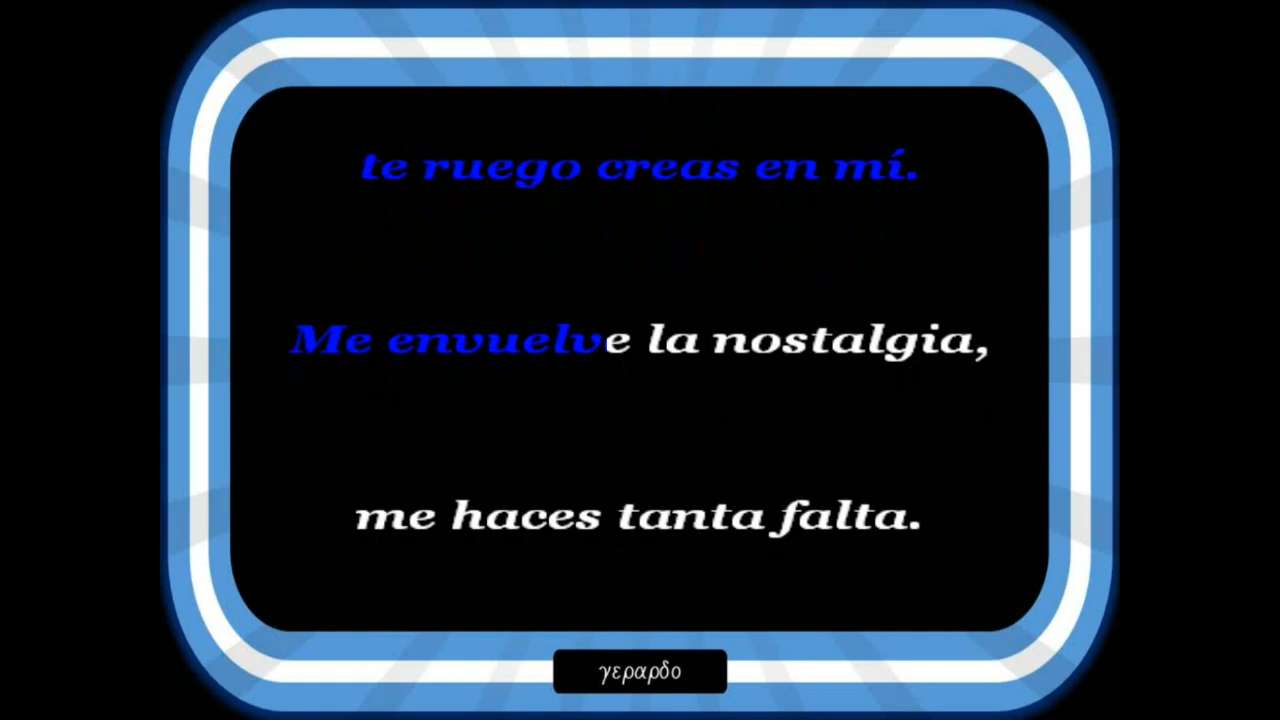 te ruego creas en mí.
Me envuelve la nostalgia,
me haces tanta falta.
γεραρδο